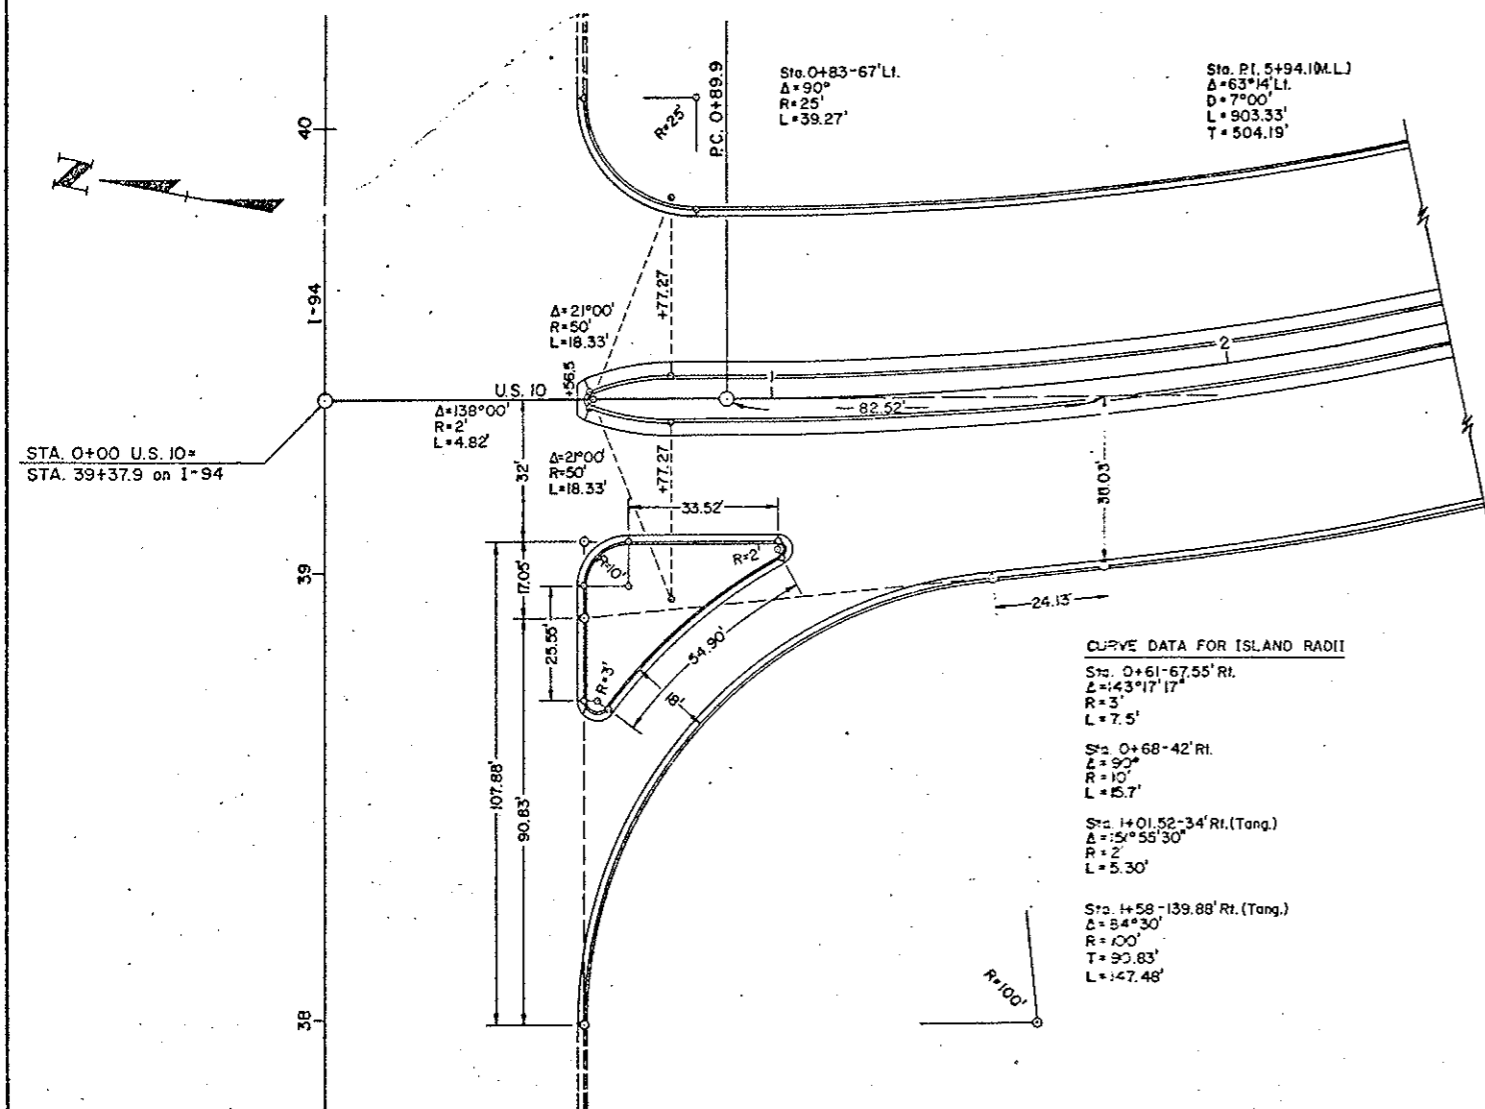 Sta. 0+83-67' Lt.
Δ=90°
R=25'
L=39.27'
Sta. P.I. 5+94.1(M.L.)
Δ=63°14' Lt.
D=7°00'
L=903.33'
T=504.19'
P.C. 0+89.9
R=25'
40
N
I-94
Δ=21°00'
R=50'
L=18.33'
+77.27
+56.5
U.S. 10
1
2
82.52'
Δ=138°00'
R=2'
L=4.82'
STA. 0+00 U.S. 10=
STA. 39+37.9 on I-94
Δ=21°00'
R=50'
L=18.33'
+77.27
32'
33.52'
R=2'
R=10'
39
17.05'
25.55'
R=3'
54.90'
18'
24.13'
107.88'
90.83'
CURVE DATA FOR ISLAND RADII
Sta. 0+61-67.55' Rt.
Δ=143°17'17"
R=3'
L=7.5'
Sta. 0+68-42' Rt.
Δ=90°
R=10'
L=15.7'
Sta. 1+01.52-34' Rt. (Tang.)
55'30"
R=2'
L=5.30'
Sta. 1+58-139.88' Rt. (Tang.)
Δ=84°30'
R=100'
T=90.83'
L=147.48'
38
R=100'